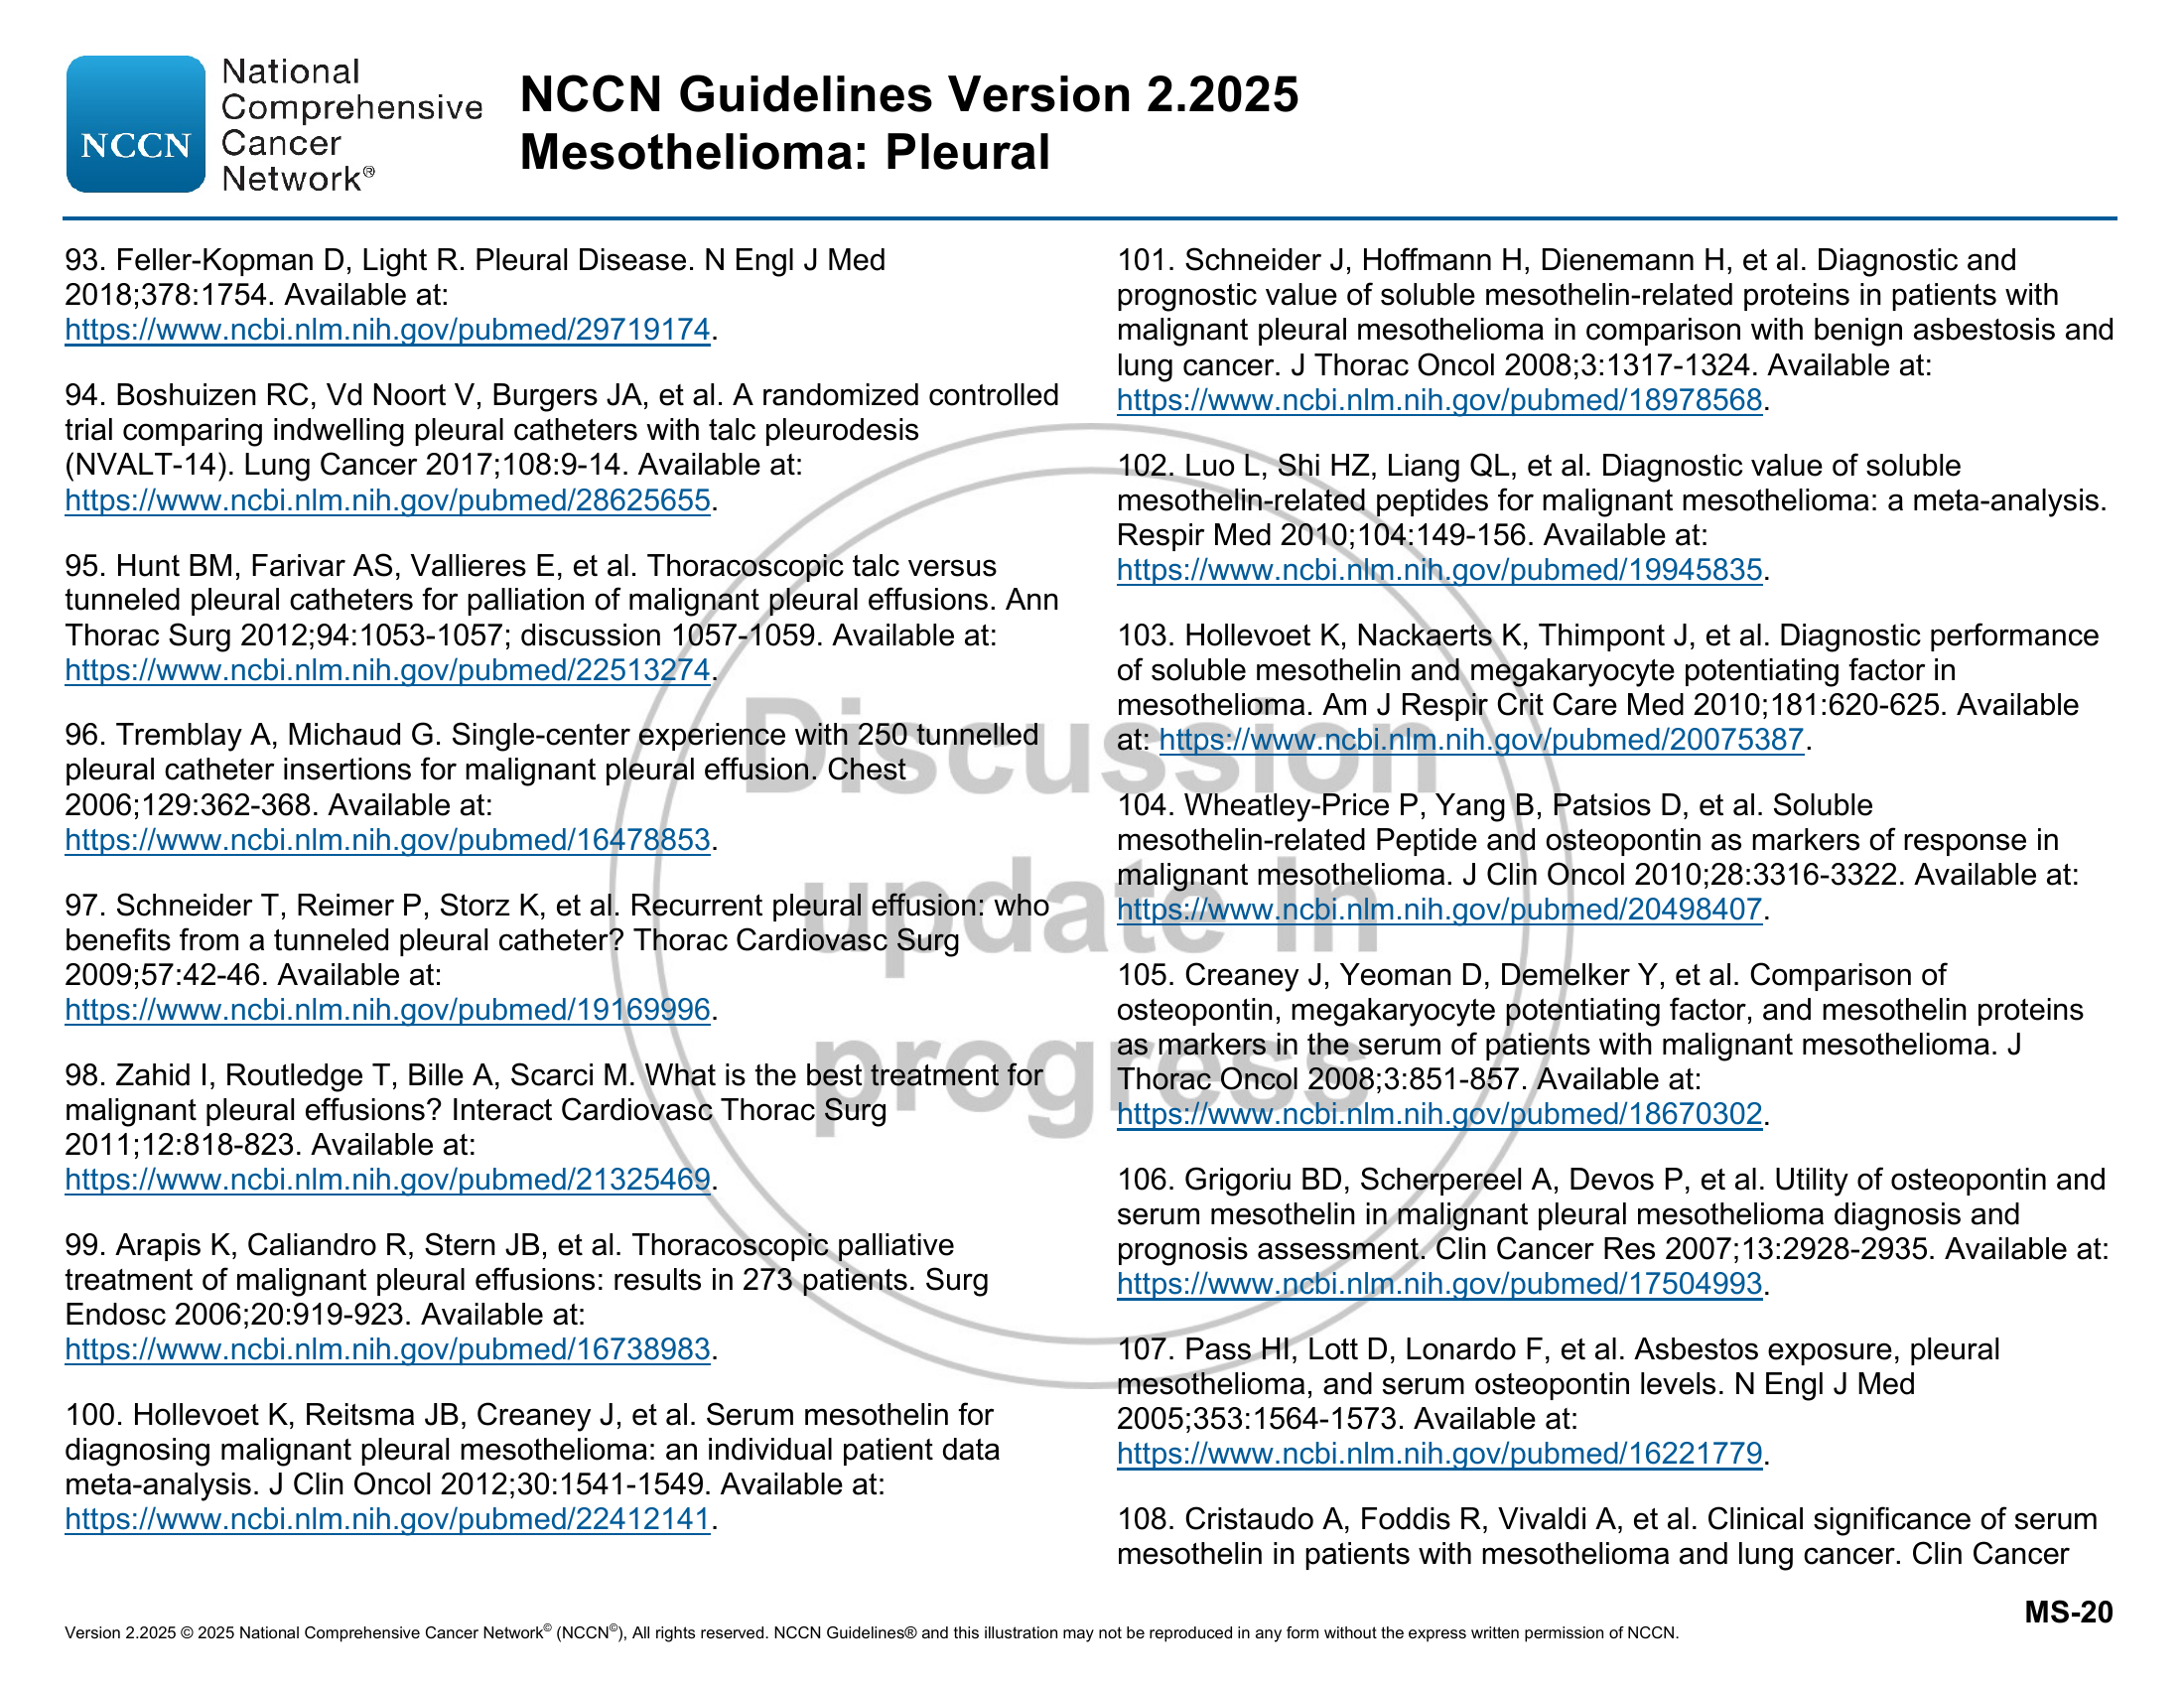 NCCN
National
Comprehensive
Cancer
Network®
NCCN Guidelines Version 2.2025
Mesothelioma: Pleural
93. Feller-Kopman D, Light R. Pleural Disease. N Engl J Med
2018;378:1754. Available at:
https://www.ncbi.nlm.nih.gov/pubmed/29719174.
94. Boshuizen RC, Vd Noort V, Burgers JA, et al. A randomized controlled
trial comparing indwelling pleural catheters with talc pleurodesis
(NVALT-14). Lung Cancer 2017;108:9-14. Available at:
https://www.ncbi.nlm.nih.gov/pubmed/28625655.
95. Hunt BM, Farivar AS, Vallieres E, et al. Thoracoscopic talc versus
tunneled pleural catheters for palliation of malignant pleural effusions. Ann
Thorac Surg 2012;94:1053-1057; discussion 1057-1059. Available at:
https://www.ncbi.nlm.nih.gov/pubmed/22513274.
96. Tremblay A, Michaud G. Single-center experience with 250 tunnelled
pleural catheter insertions for malignant pleural effusion. Chest
2006;129:362-368. Available at:
https://www.ncbi.nlm.nih.gov/pubmed/16478853.
97. Schneider T, Reimer P, Storz K, et al. Recurrent pleural effusion: who
benefits from a tunneled pleural catheter? Thorac Cardiovasc Surg
2009;57:42-46. Available at:
https://www.ncbi.nlm.nih.gov/pubmed/19169996.
98. Zahid I, Routledge T, Bille A, Scarci M. What is the best treatment for
malignant pleural effusions? Interact Cardiovasc Thorac Surg
2011;12:818-823. Available at:
https://www.ncbi.nlm.nih.gov/pubmed/21325469.
99. Arapis K, Caliandro R, Stern JB, et al. Thoracoscopic palliative
treatment of malignant pleural effusions: results in 273 patients. Surg
Endosc 2006;20:919-923. Available at:
https://www.ncbi.nlm.nih.gov/pubmed/16738983.
100. Hollevoet K, Reitsma JB, Creaney J, et al. Serum mesothelin for
diagnosing malignant pleural mesothelioma: an individual patient data
meta-analysis. J Clin Oncol 2012;30:1541-1549. Available at:
https://www.ncbi.nlm.nih.gov/pubmed/22412141.
101. Schneider J, Hoffmann H, Dienemann H, et al. Diagnostic and
prognostic value of soluble mesothelin-related proteins in patients with
malignant pleural mesothelioma in comparison with benign asbestosis and
lung cancer. J Thorac Oncol 2008;3:1317-1324. Available at:
https://www.ncbi.nlm.nih.gov/pubmed/18978568.
102. Luo L, Shi HZ, Liang QL, et al. Diagnostic value of soluble
mesothelin-related peptides for malignant mesothelioma: a meta-analysis.
Respir Med 2010;104:149-156. Available at:
https://www.ncbi.nlm.nih.gov/pubmed/19945835.
103. Hollevoet K, Nackaerts K, Thimpont J, et al. Diagnostic performance
of soluble mesothelin and megakaryocyte potentiating factor in
mesothelioma. Am J Respir Crit Care Med 2010;181:620-625. Available
at: https://www.ncbi.nlm.nih.gov/pubmed/20075387.
104. Wheatley-Price P, Yang B, Patsios D, et al. Soluble
mesothelin-related Peptide and osteopontin as markers of response in
malignant mesothelioma. J Clin Oncol 2010;28:3316-3322. Available at:
https://www.ncbi.nlm.nih.gov/pubmed/20498407.
105. Creaney J, Yeoman D, Demelker Y, et al. Comparison of
osteopontin, megakaryocyte potentiating factor, and mesothelin proteins
as markers in the serum of patients with malignant mesothelioma. J
Thorac Oncol 2008;3:851-857. Available at:
https://www.ncbi.nlm.nih.gov/pubmed/18670302.
106. Grigoriu BD, Scherpereel A, Devos P, et al. Utility of osteopontin and
serum mesothelin in malignant pleural mesothelioma diagnosis and
prognosis assessment. Clin Cancer Res 2007;13:2928-2935. Available at:
https://www.ncbi.nlm.nih.gov/pubmed/17504993.
107. Pass HI, Lott D, Lonardo F, et al. Asbestos exposure, pleural
mesothelioma, and serum osteopontin levels. N Engl J Med
2005;353:1564-1573. Available at:
https://www.ncbi.nlm.nih.gov/pubmed/16221779.
108. Cristaudo A, Foddis R, Vivaldi A, et al. Clinical significance of serum
mesothelin in patients with mesothelioma and lung cancer. Clin Cancer
Discussion
update in
progress
MS-20
Version 2.2025 © 2025 National Comprehensive Cancer Network© (NCCN©), All rights reserved. NCCN Guidelines® and this illustration may not be reproduced in any form without the express written permission of NCCN.